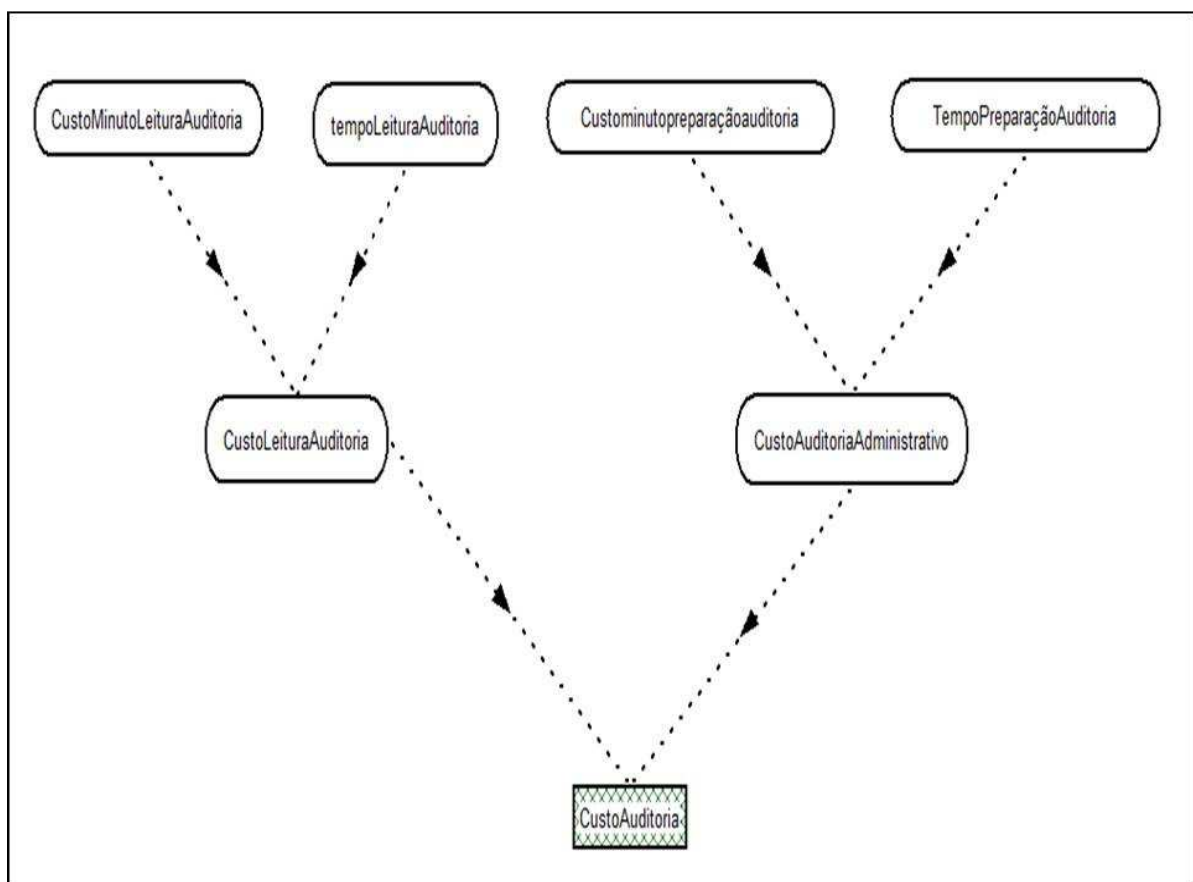 CustoMinutoLeituraAuditoria
tempoLeituraAuditoria
Custominutopreparaçãoauditoria
TempoPreparaçãoAuditoria
CustoLeituraAuditoria
CustoAuditoriaAdministrativo
CustoAuditoria